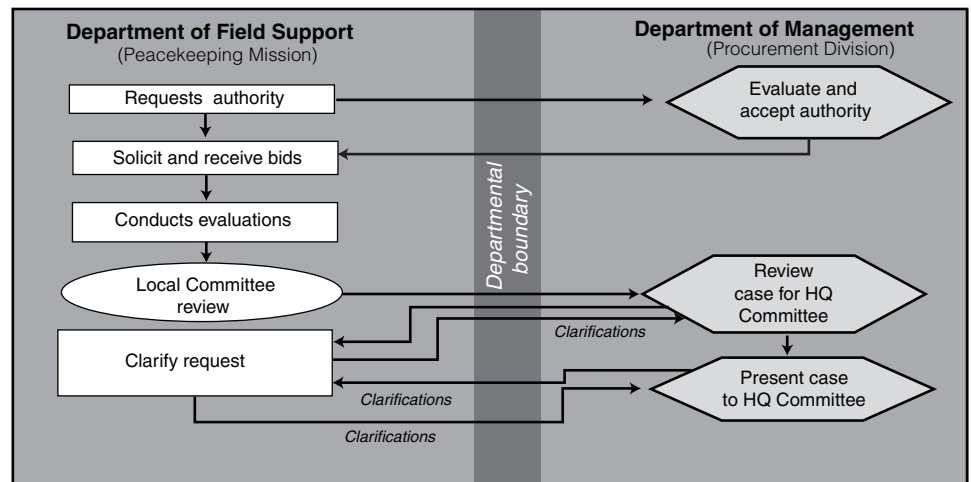 Department of Field Support
(Peacekeeping Mission)
Department of Management
(Procurement Division)
Requests authority
Evaluate and
accept authority
Solicit and receive bids
Conducts evaluations
Departmental
boundary
Local Committee
review
Review
case for HQ
Committee
Clarifications
Clarify request
Present case
to HQ Committee
Clarifications
Clarifications